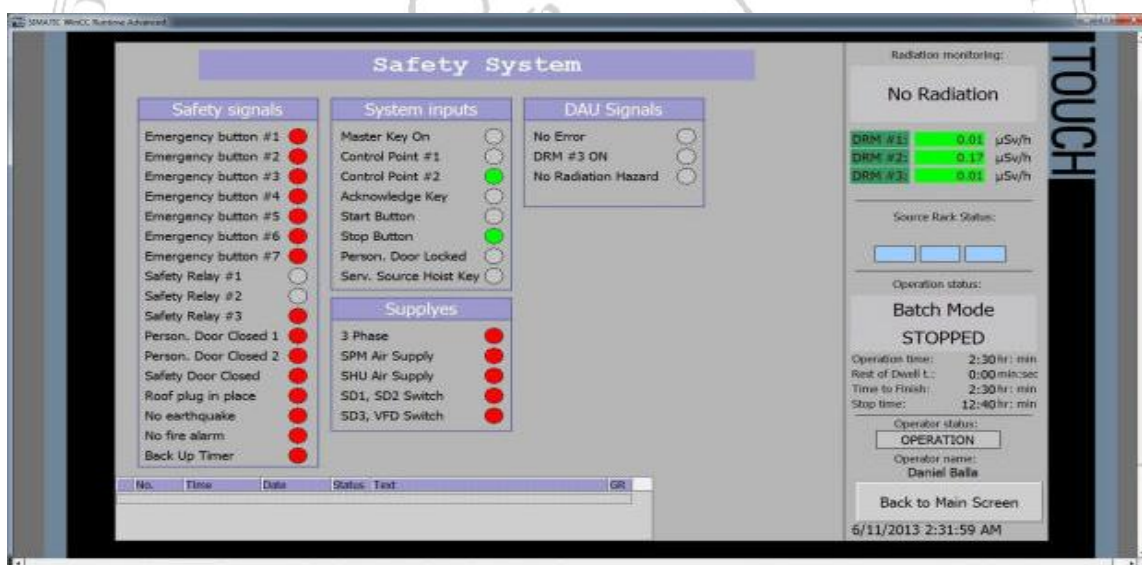 SIMATIC WinCC Runtime Advanced
Safety System
Safety signals
Emergency button #1
Emergency button #2
Emergency button #3
Emergency button #4
Emergency button #5
Emergency button #6
Emergency button #7
Safety Relay #1
Safety Relay #2
Safety Relay #3
Person. Door Closed 1
Person. Door Closed 2
Safety Door Closed
Roof plug in place
No earthquake
No fire alarm
Back Up Timer
System inputs
Master Key On
Control Point #1
Control Point #2
Acknowledge Key
Start Button
Stop Button
Person. Door Locked
Serv. Source Hoist Key
Supplyes
3 Phase
SPM Air Supply
SHU Air Supply
SD1, SD2 Switch
SD3, VFD Switch
DAU Signals
No Error
DRM #3 ON
No Radiation Hazard
No. Time Date Status Text GR
Radiation monitoring:
No Radiation
DRM #1: 0.01 µSv/h
DRM #2: 0.17 µSv/h
DRM #3: 0.01 µSv/h
Source Rack Status:
Operation status:
Batch Mode
STOPPED
Operation time: 2:30 hr: min
Rest of Dwell t.: 0:00 min:sec
Time to Finish: 2:30 hr: min
Stop time: 12:40 hr: min
Operator status:
OPERATION
Operator name:
Daniel Balla
Back to Main Screen
6/11/2013 2:31:59 AM
TOUCH